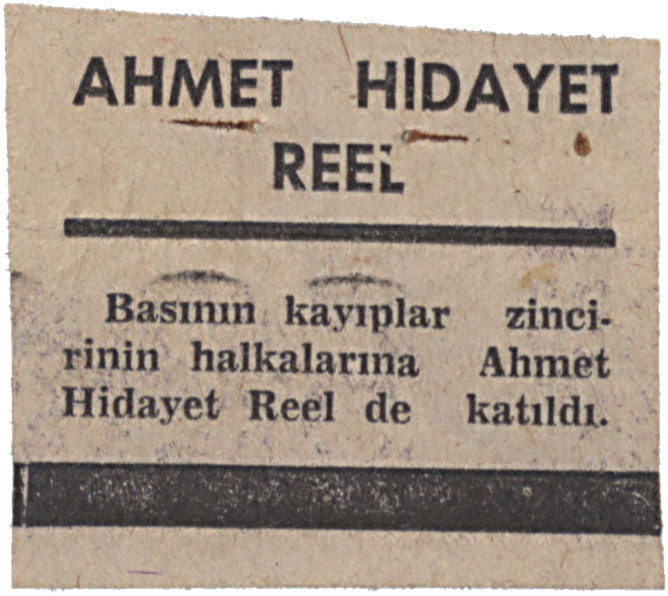 AHMET HİDAYET
REEL
Basının kayıplar zinci-
rinin halkalarına Ahmet
Hidayet Reel de katıldı.